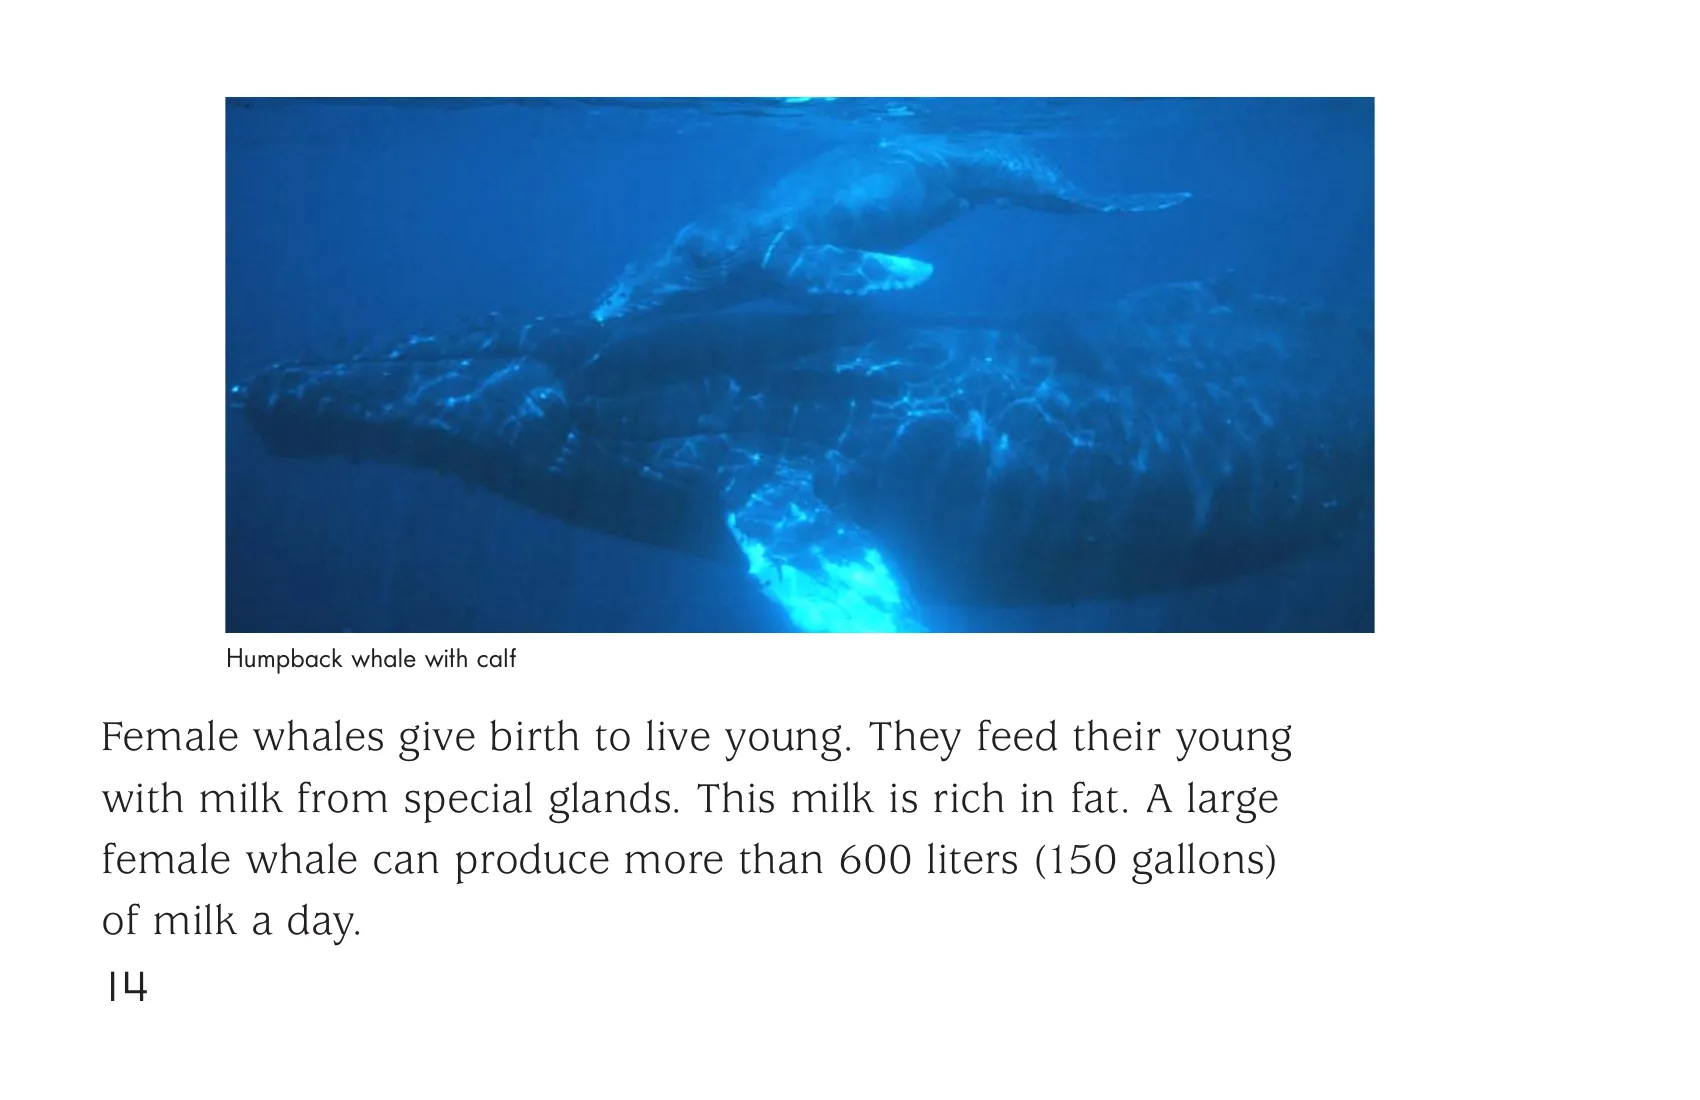 Humpback whale with calf
Female whales give birth to live young. They feed their young
with milk from special glands. This milk is rich in fat. A large
female whale can produce more than 600 liters (150 gallons)
of milk a day.
14